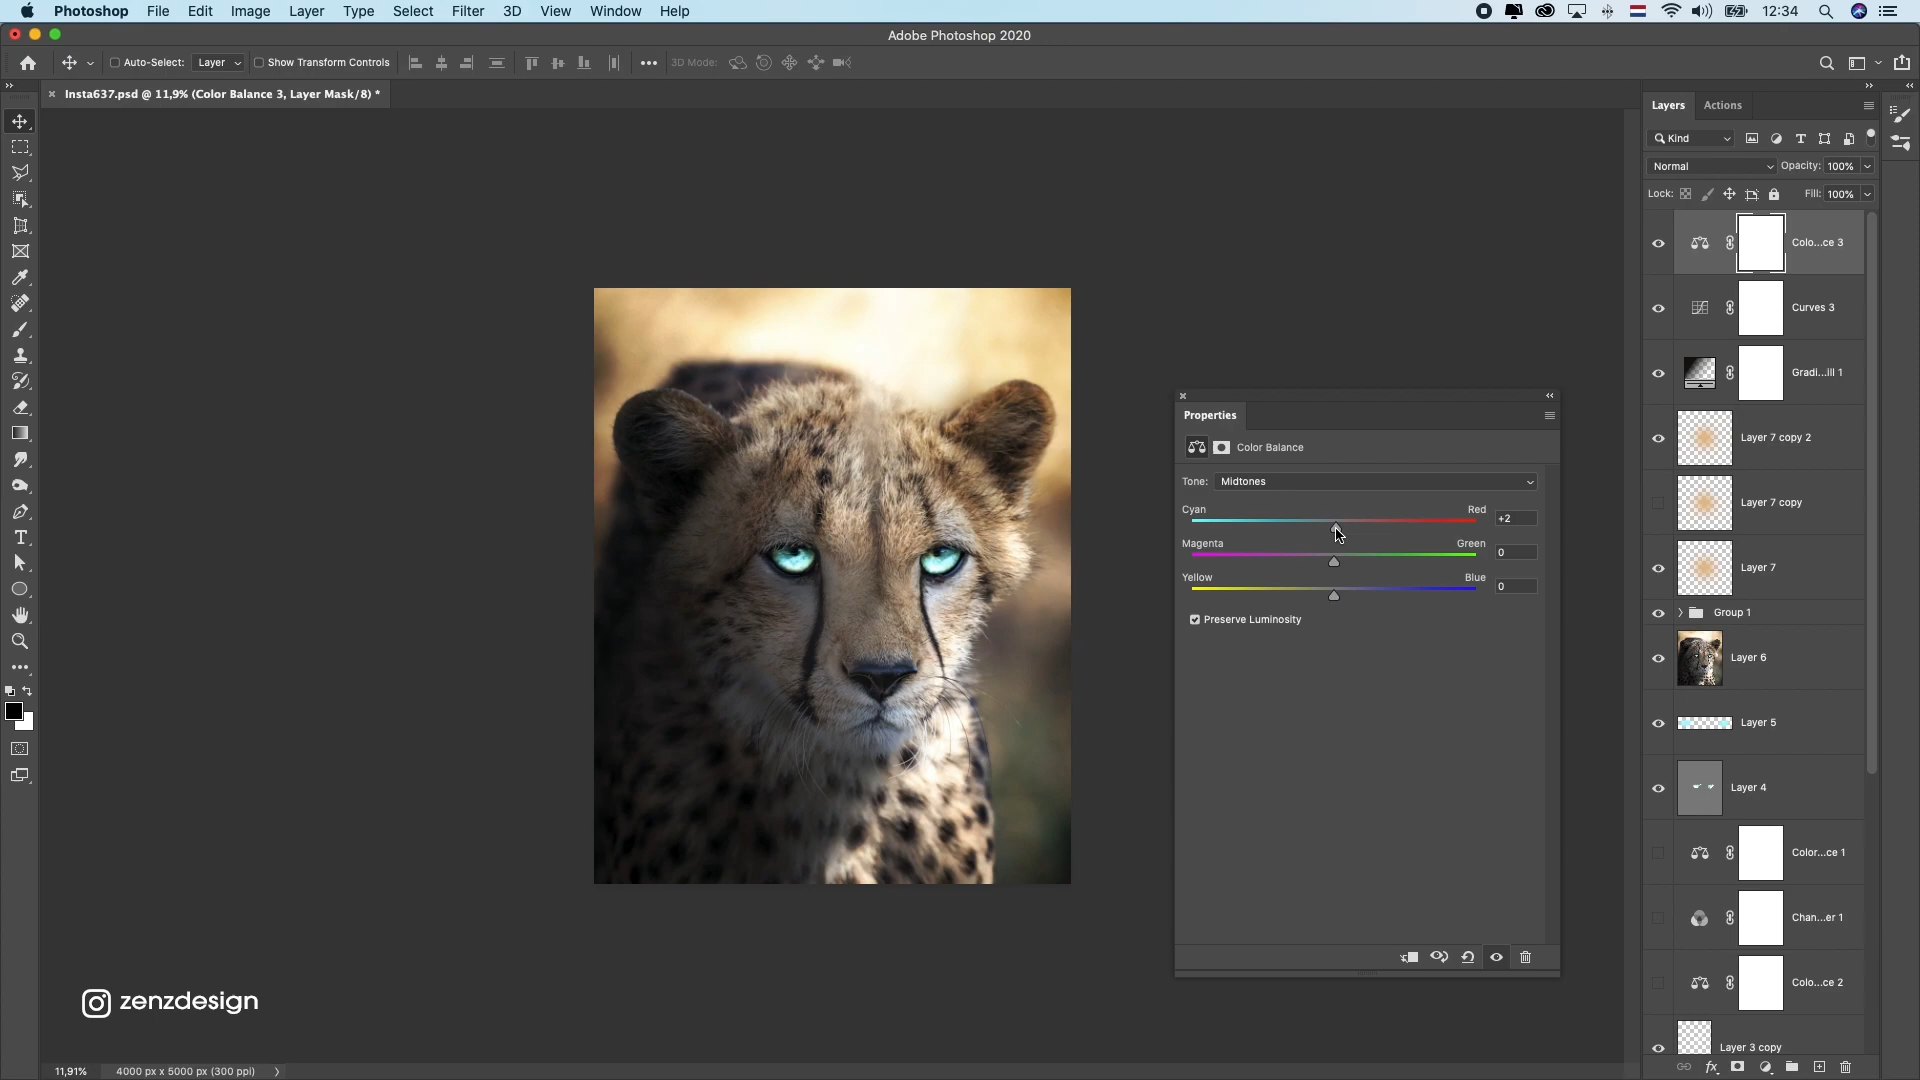 Photoshop File Edit Image Layer Type Select Filter 3D View Window Help 12:34
Adobe Photoshop 2020
Auto-Select: Layer Show Transform Controls 3D Mode:
Insta637.psd @ 11,9% (Color Balance 3, Layer Mask/8) *
Layers Actions
Kind
Normal Opacity: 100%
Lock: Fill: 100%
Colo...ce 3
Curves 3
Gradi...ill 1
Layer 7 copy 2
Layer 7 copy
Layer 7
Group 1
Layer 6
Layer 5
Layer 4
Color...ce 1
Chan...er 1
Colo...ce 2
Layer 3 copy
Properties
Color Balance
Tone: Midtones
Cyan Red +2
Magenta Green 0
Yellow Blue 0
Preserve Luminosity
zenzdesign
11,91% 4000 px x 5000 px (300 ppi)